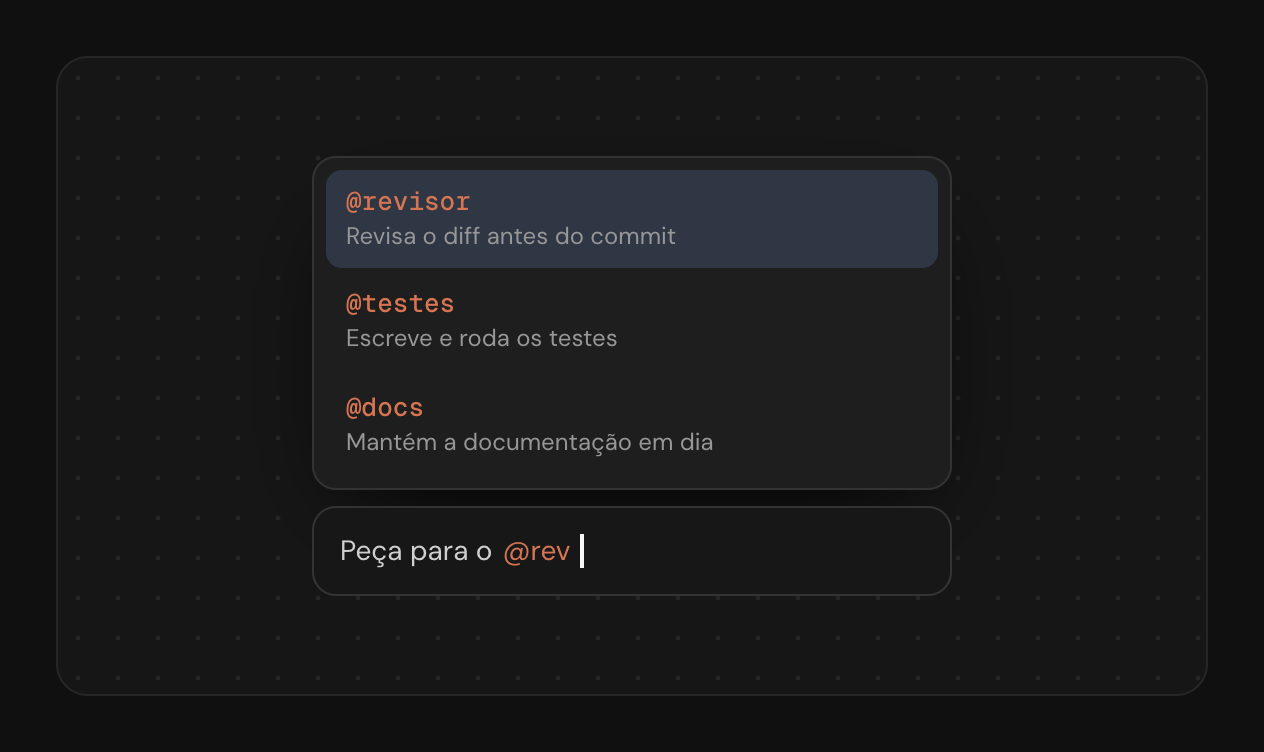 @revisor
Revisa o diff antes do commit
@testes
Escreve e roda os testes
@docs
Mantém a documentação em dia
Peça para o @rev